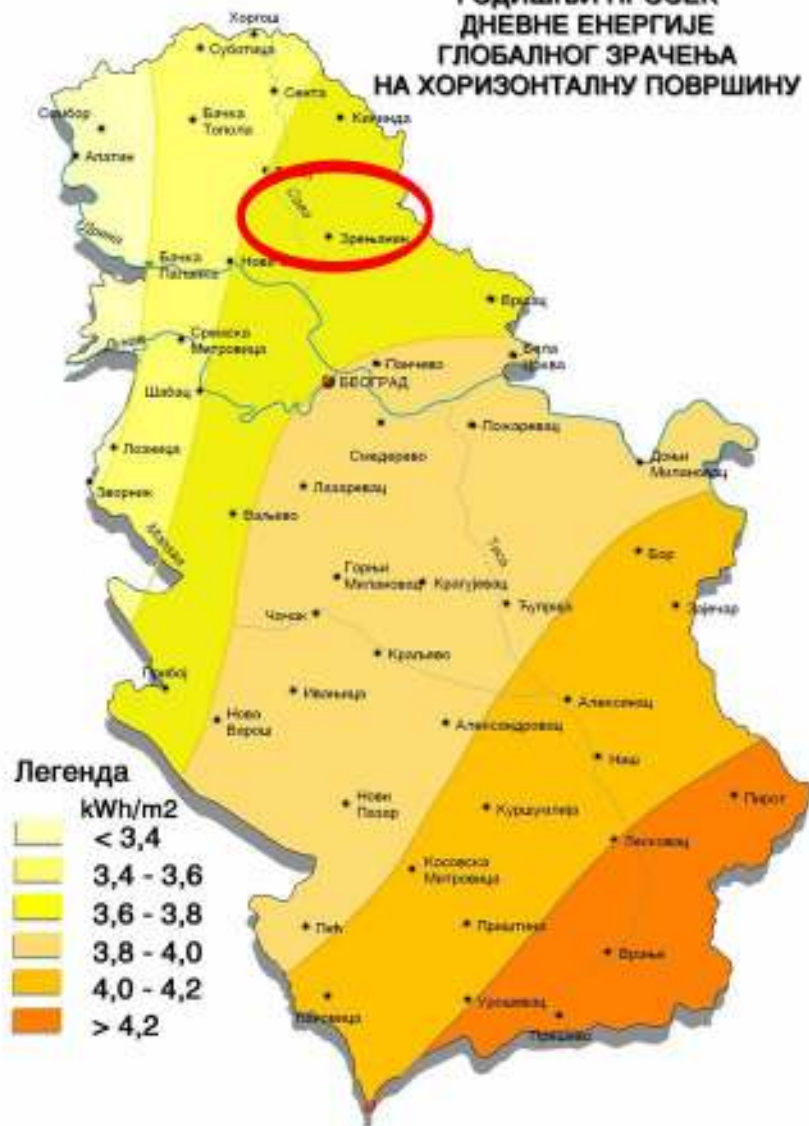 ДНЕВНЕ ЕНЕРГИЈЕ
ГЛОБАЛНОГ ЗРАЧЕЊА
НА ХОРИЗОНТАЛНУ ПОВРШИНУ
Хоргош
Суботица
Сента
Сомбор
Бачка
Топола
Кикинда
Апатин
Зрењанин
Бачка
Паланка
Нови
Вршац
Сремска
Митровица
Панчево
Бела
Црква
БЕОГРАД
Шабац
Пожаревац
Смедерево
Лозница
Доњи
Милановац
Зворник
Лазаревац
Ваљево
Бор
Горњи
Милановац
Крагујевац
Ћуприја
Зајечар
Чачак
Краљево
Прибој
Ивањица
Нова
Варош
Александровац
Алексинац
Ниш
Пирот
Нови
Пазар
Куршумлија
Лесковац
Косовска
Митровица
Пећ
Приштина
Врање
Урошевац
Легенда
kWh/m2
< 3,4
3,4 - 3,6
3,6 - 3,8
3,8 - 4,0
4,0 - 4,2
> 4,2